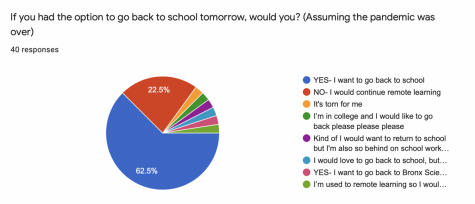 If you had the option to go back to school tomorrow, would you? (Assuming the pandemic was
over)
40 responses
22.5%
62.5%
YES- I want to go back to school
NO- I would continue remote learning
It's torn for me
I'm in college and I would like to go
back please please please
Kind of I would want to return to school
but I'm also so behind on school work…
I would love to go back to school, but…
YES- I want to go back to Bronx Scie…
I'm used to remote learning so I woul…